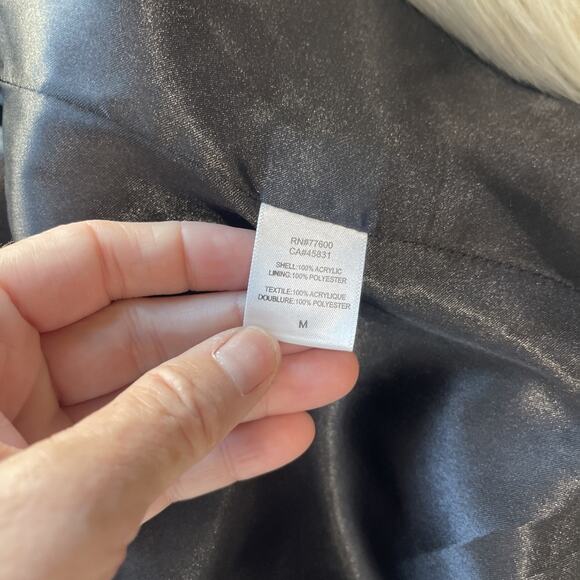 RN#77600
CA#45831
SHELL:100% ACRYLIC
LINING:100% POLYESTER
TEXTILE:100% ACRYLIQUE
DOUBLURE:100% POLYESTER
M